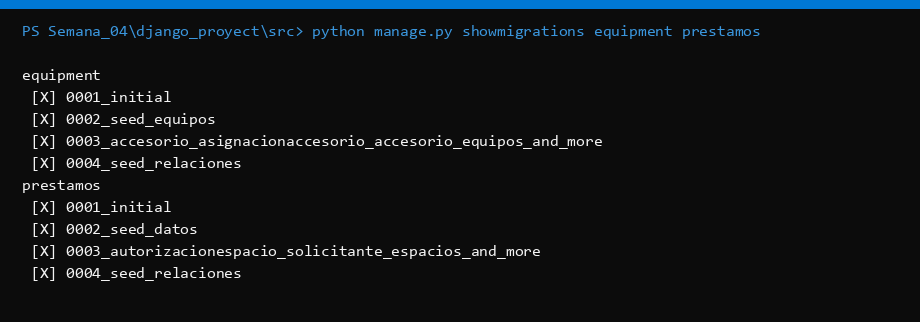 PS Semana_04\django_proyect\src> python manage.py showmigrations equipment prestamos
equipment
[X] 0001_initial
[X] 0002_seed_equipos
[X] 0003_accesorio_asignacionaccesorio_accesorio_equipos_and_more
[X] 0004_seed_relaciones
prestamos
[X] 0001_initial
[X] 0002_seed_datos
[X] 0003_autorizacionespacio_solicitante_espacios_and_more
[X] 0004_seed_relaciones